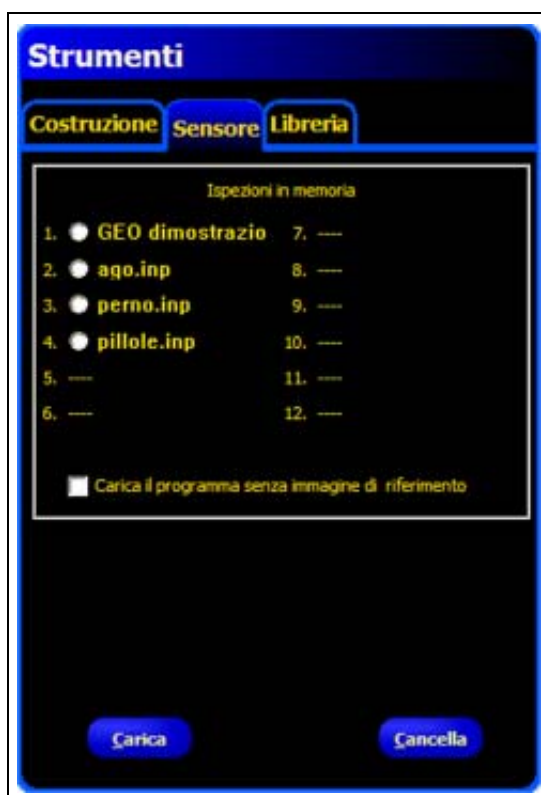 Strumenti
Costruzione Sensore Libreria
Ispezioni in memoria
1. GEO dimostrazio 7. ----
2. ago.inp 8. ----
3. perno.inp 9. ----
4. pillole.inp 10. ----
5. ---- 11. ----
6. ---- 12. ----
Carica il programma senza immagine di riferimento
Carica Cancella